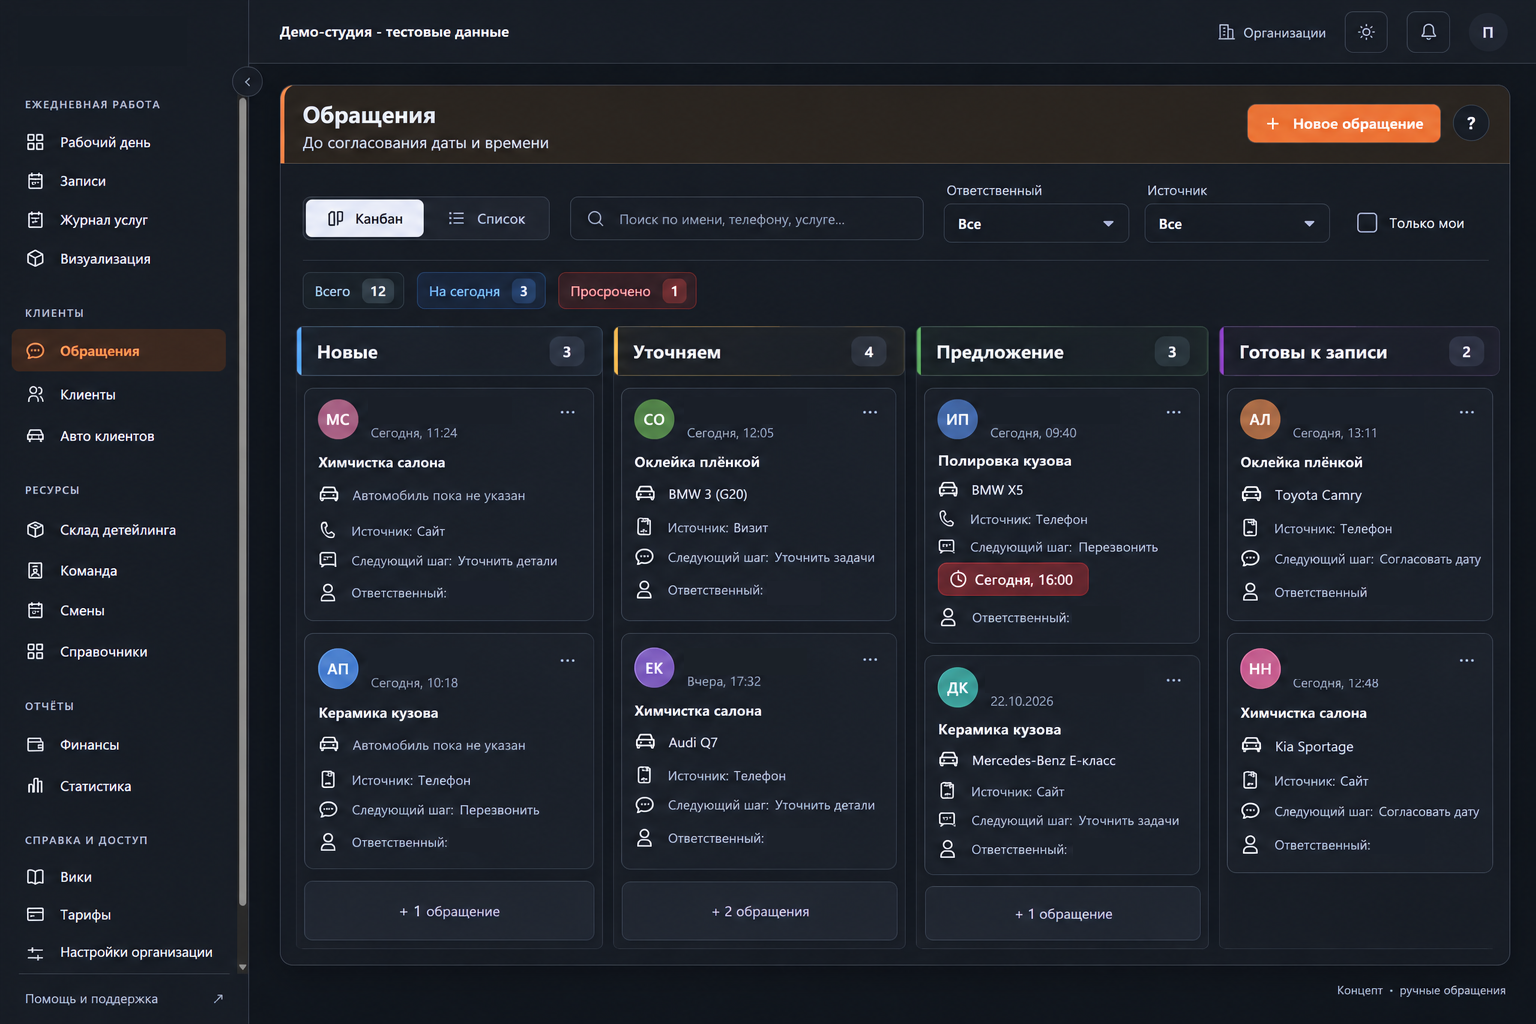 Демо-студия - тестовые данные
Организации
П
ЕЖЕДНЕВНАЯ РАБОТА
Рабочий день
Записи
Журнал услуг
Визуализация
КЛИЕНТЫ
Обращения
Клиенты
Авто клиентов
РЕСУРСЫ
Склад детейлинга
Команда
Смены
Справочники
ОТЧЁТЫ
Финансы
Статистика
СПРАВКА И ДОСТУП
Вики
Тарифы
Настройки организации
Помощь и поддержка ↗
Обращения
До согласования даты и времени
+ Новое обращение
?
Канбан
Список
Поиск по имени, телефону, услуге...
Ответственный
Все
Источник
Все
Только мои
Всего 12
На сегодня 3
Просрочено 1
Новые 3
МС
Сегодня, 11:24
Химчистка салона
Автомобиль пока не указан
Источник: Сайт
Следующий шаг: Уточнить детали
Ответственный:
АП
Сегодня, 10:18
Керамика кузова
Автомобиль пока не указан
Источник: Телефон
Следующий шаг: Перезвонить
Ответственный:
+ 1 обращение
Уточняем 4
СО
Сегодня, 12:05
Оклейка плёнкой
BMW 3 (G20)
Источник: Визит
Следующий шаг: Уточнить задачи
Ответственный:
ЕК
Вчера, 17:32
Химчистка салона
Audi Q7
Источник: Телефон
Следующий шаг: Уточнить детали
Ответственный:
+ 2 обращения
Предложение 3
ИП
Сегодня, 09:40
Полировка кузова
BMW X5
Источник: Телефон
Следующий шаг: Перезвонить
Сегодня, 16:00
Ответственный:
ДК
22.10.2026
Керамика кузова
Mercedes-Benz E-класс
Источник: Сайт
Следующий шаг: Уточнить задачи
Ответственный:
+ 1 обращение
Готовы к записи 2
АЛ
Сегодня, 13:11
Оклейка плёнкой
Toyota Camry
Источник: Телефон
Следующий шаг: Согласовать дату
Ответственный
НН
Сегодня, 12:48
Химчистка салона
Kia Sportage
Источник: Сайт
Следующий шаг: Согласовать дату
Ответственный:
Концепт • ручные обращения